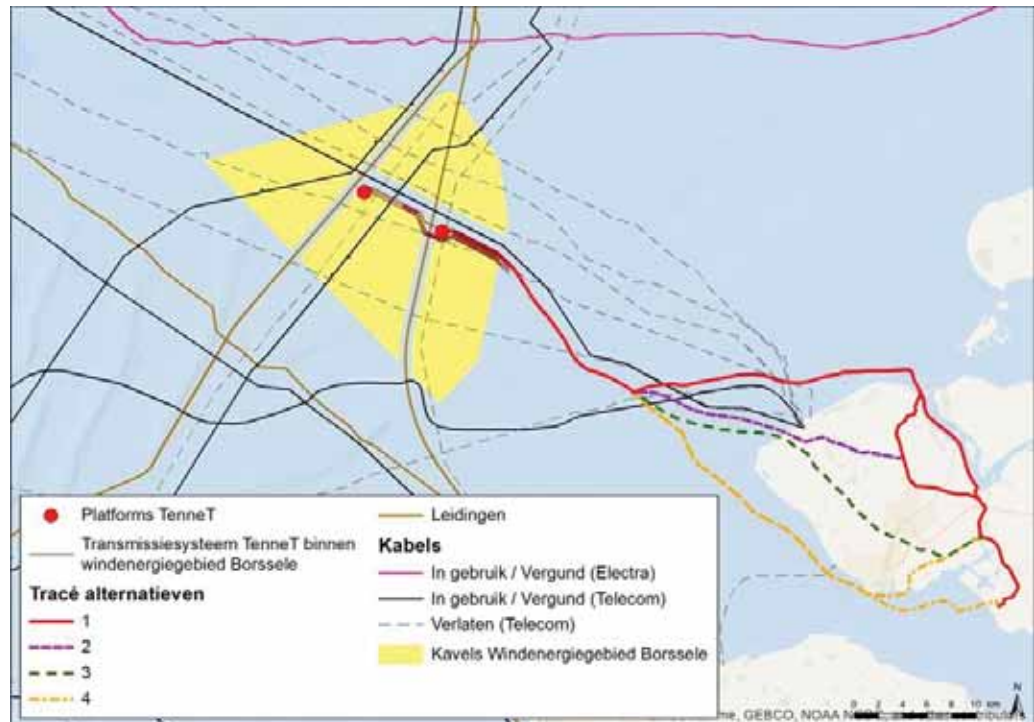 Platforms TenneT
Transmissiesysteem TenneT binnen
windenergiegebied Borssele
Tracé alternatieven
1
2
3
4
Leidingen
Kabels
In gebruik / Vergund (Electra)
In gebruik / Vergund (Telecom)
Verlaten (Telecom)
Kavels Windenergiegebied Borssele
N
0 2 4 6 8 10 km
GEBCO, NOAA